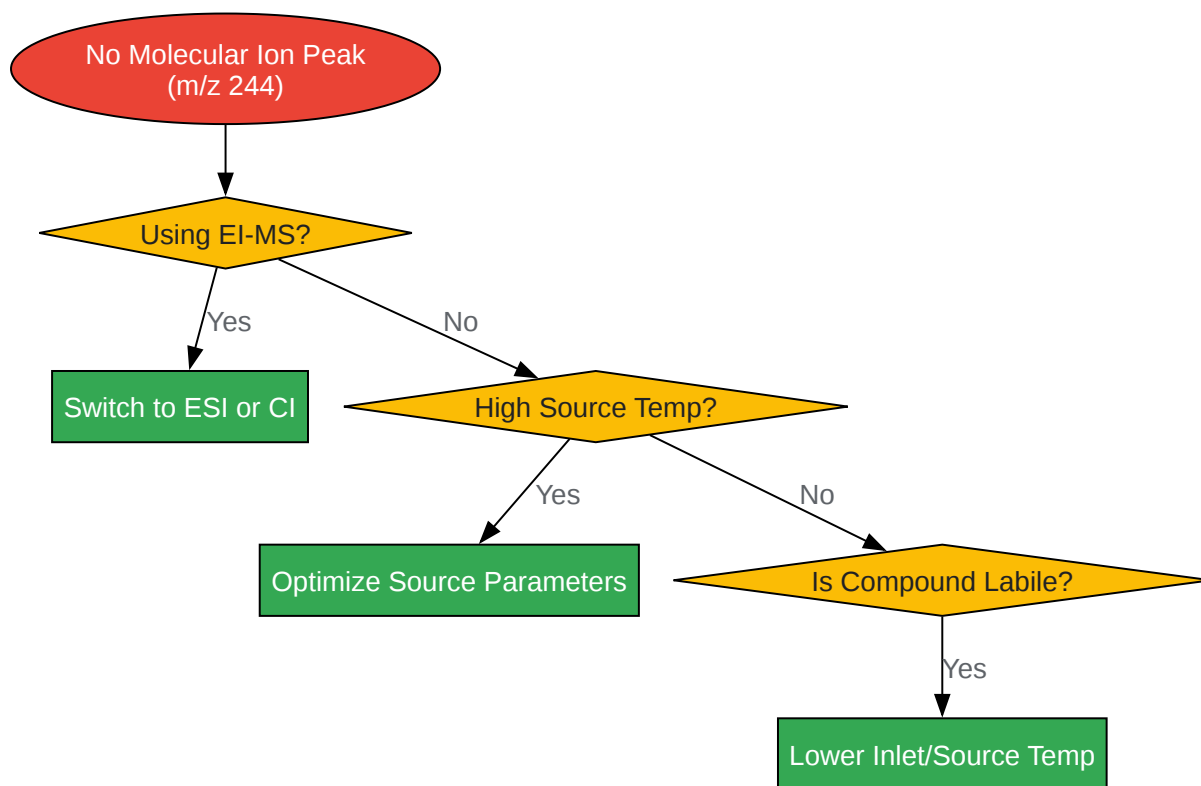 No Molecular Ion Peak
(m/z 244)
Using EI-MS?
Yes
No
Switch to ESI or CI
High Source Temp?
Yes
No
Optimize Source Parameters
Is Compound Labile?
Yes
Lower Inlet/Source Temp